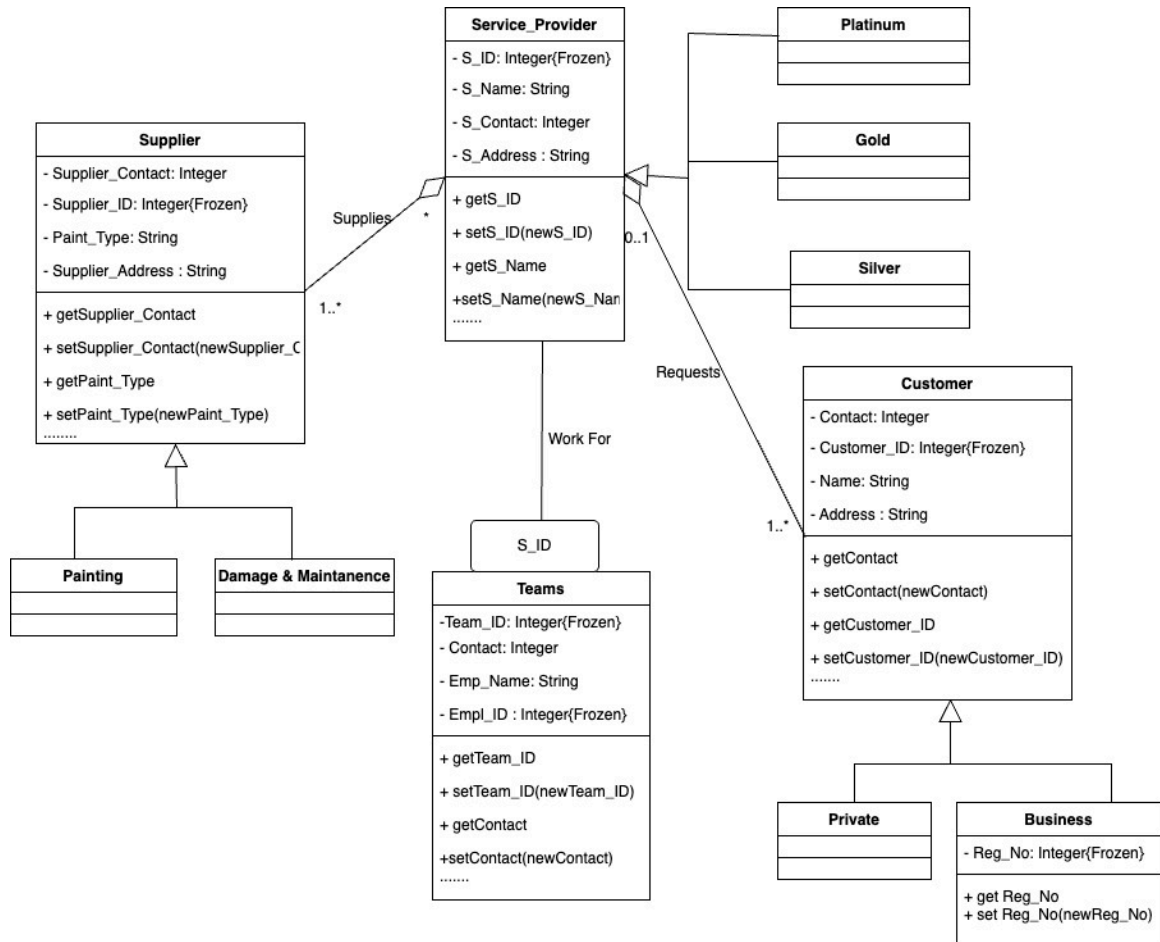 Service_Provider
- S_ID: Integer{Frozen}
- S_Name: String
- S_Contact: Integer
- S_Address : String
+ getS_ID
+ setS_ID(newS_ID)
+ getS_Name
+setS_Name(newS_Nan
.......
Platinum
Gold
Silver
Supplier
- Supplier_Contact: Integer
- Supplier_ID: Integer{Frozen}
- Paint_Type: String
- Supplier_Address : String
+ getSupplier_Contact
+ setSupplier_Contact(newSupplier_C
+ getPaint_Type
+ setPaint_Type(newPaint_Type)
........
Supplies
*
1..*
0..1
Requests
1..*
Work For
S_ID
Painting
Damage & Maintanence
Teams
-Team_ID: Integer{Frozen}
- Contact: Integer
- Emp_Name: String
- Empl_ID : Integer{Frozen}
+ getTeam_ID
+ setTeam_ID(newTeam_ID)
+ getContact
+setContact(newContact)
.......
Customer
- Contact: Integer
- Customer_ID: Integer{Frozen}
- Name: String
- Address : String
+ getContact
+ setContact(newContact)
+ getCustomer_ID
+ setCustomer_ID(newCustomer_ID)
.......
Private
Business
- Reg_No: Integer{Frozen}
+ get Reg_No
+ set Reg_No(newReg_No)